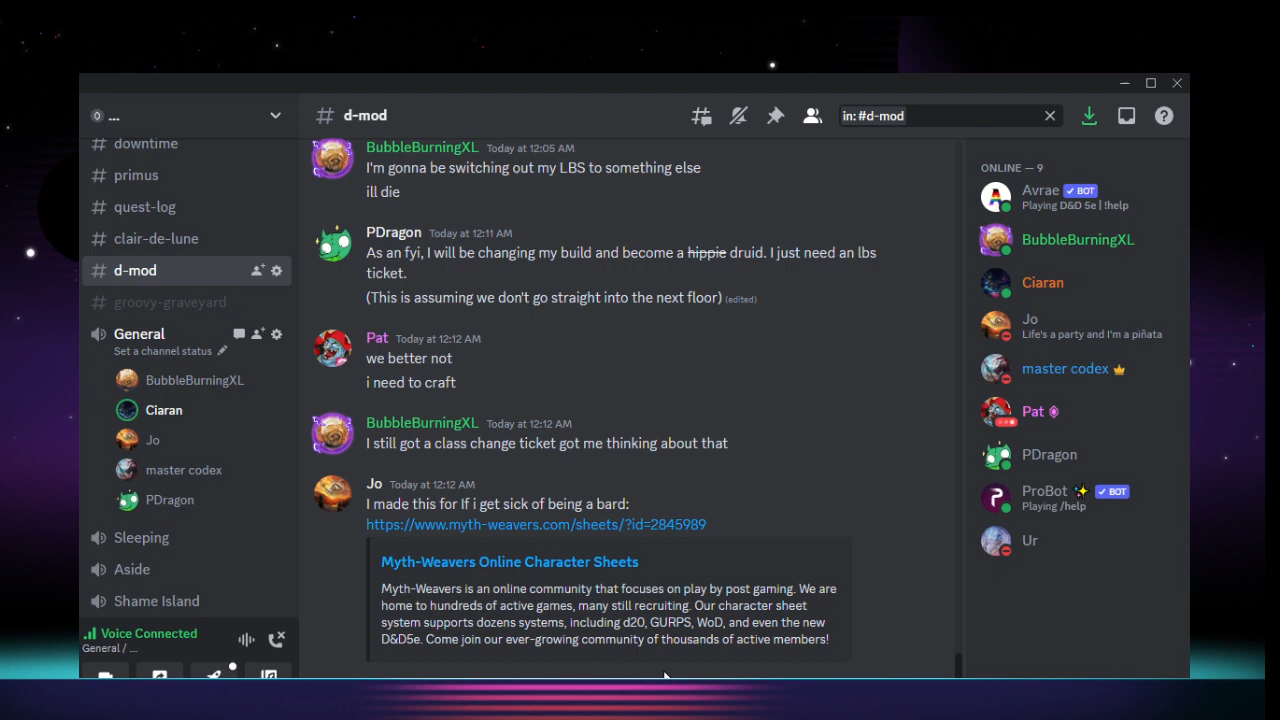 ...
# d-mod
in: #d-mod
downtime
primus
quest-log
clair-de-lune
d-mod
groovy-graveyard
General
Set a channel status
BubbleBurningXL
Ciaran
Jo
master codex
PDragon
Sleeping
Aside
Shame Island
Voice Connected
General / ...
BubbleBurningXL Today at 12:05 AM
I'm gonna be switching out my LBS to something else
ill die
PDragon Today at 12:11 AM
As an fyi, I will be changing my build and become a hippie druid. I just need an lbs
ticket.
(This is assuming we don't go straight into the next floor) (edited)
Pat Today at 12:12 AM
we better not
i need to craft
BubbleBurningXL Today at 12:12 AM
I still got a class change ticket got me thinking about that
Jo Today at 12:12 AM
I made this for If i get sick of being a bard:
https://www.myth-weavers.com/sheets/?id=2845989
Myth-Weavers Online Character Sheets
Myth-Weavers is an online community that focuses on play by post gaming. We are
home to hundreds of active games, many still recruiting. Our character sheet
system supports dozens systems, including d20, GURPS, WoD, and even the new
D&D5e. Come join our ever-growing community of thousands of active members!
ONLINE — 9
Avrae ✓ BOT
Playing D&D 5e | !help
BubbleBurningXL
Ciaran
Jo
Life's a party and I'm a piñata
master codex
Pat
PDragon
ProBot ✨ ✓ BOT
Playing /help
Ur